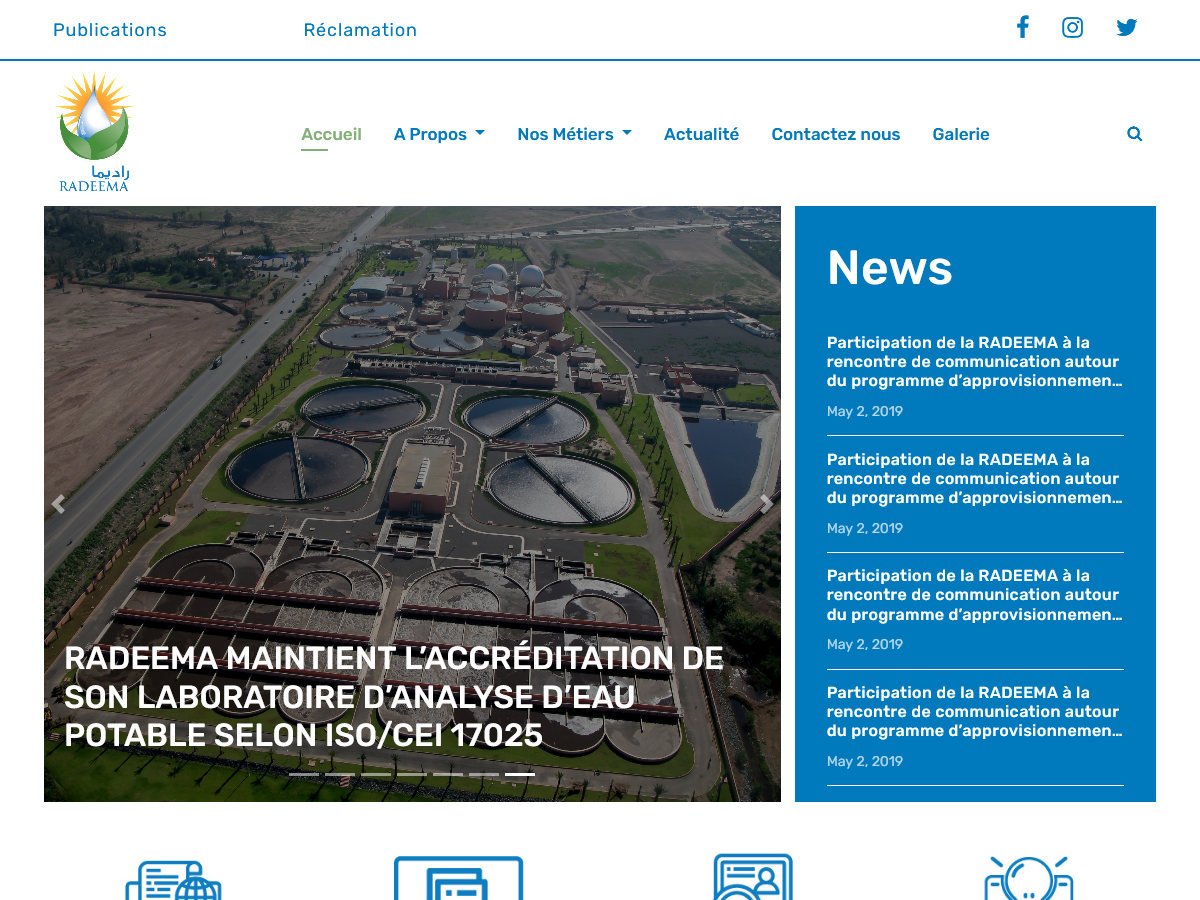 Publications
Réclamation
راديما
RADEEMA
Accueil
A Propos
Nos Métiers
Actualité
Contactez nous
Galerie
RADEEMA MAINTIENT L’ACCRÉDITATION DE
SON LABORATOIRE D’ANALYSE D’EAU
POTABLE SELON ISO/CEI 17025
News
Participation de la RADEEMA à la
rencontre de communication autour
du programme d’approvisionnemen…
May 2, 2019
Participation de la RADEEMA à la
rencontre de communication autour
du programme d’approvisionnemen…
May 2, 2019
Participation de la RADEEMA à la
rencontre de communication autour
du programme d’approvisionnemen…
May 2, 2019
Participation de la RADEEMA à la
rencontre de communication autour
du programme d’approvisionnemen…
May 2, 2019